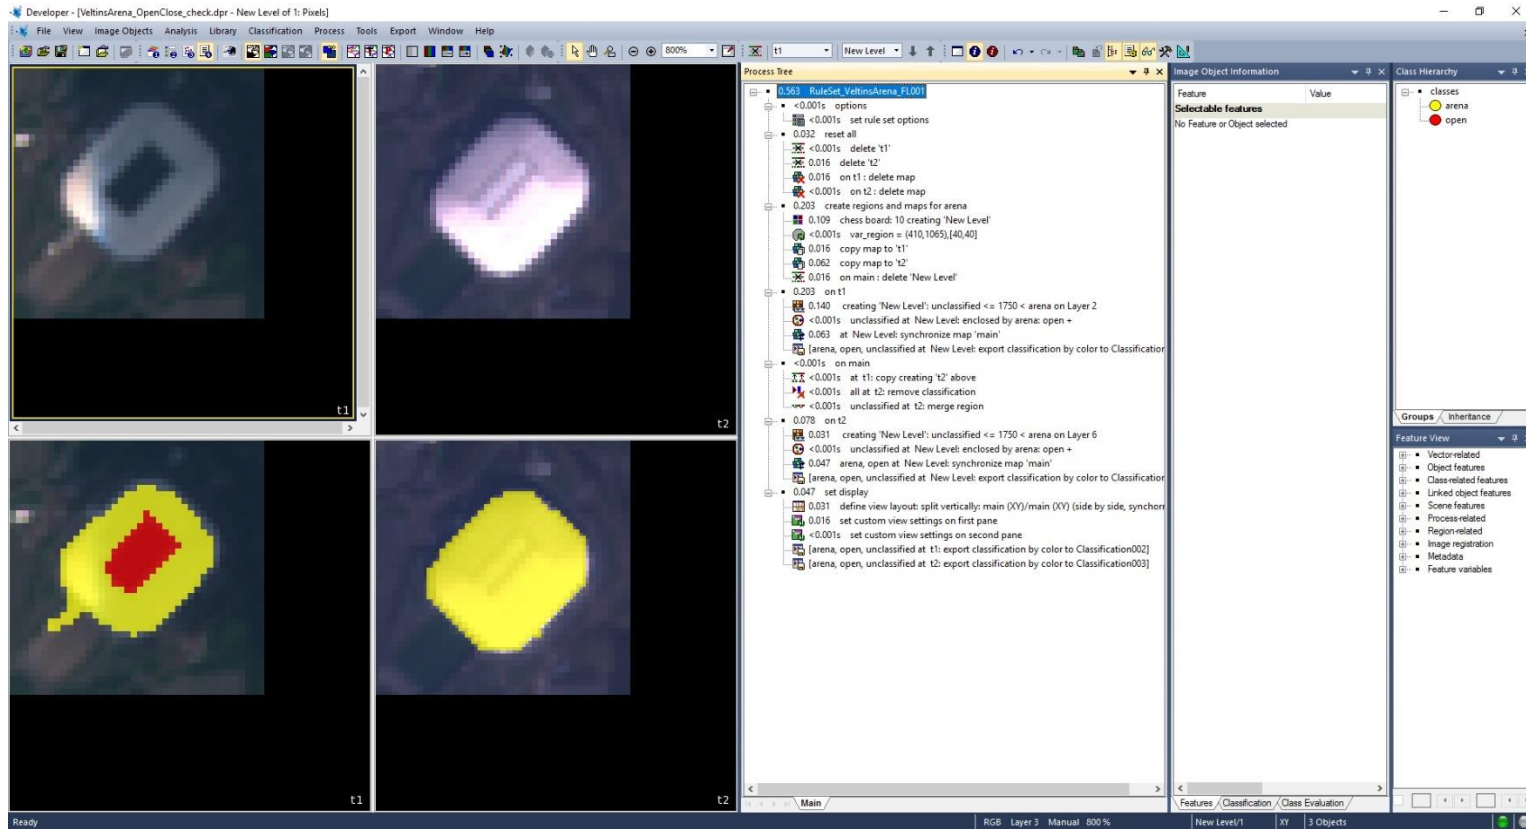 Developer - [VeltinsArena_OpenClose_check.dpr - New Level of 1: Pixels]
File View Image Objects Analysis Library Classification Process Tools Export Window Help
800% t1 New Level
t1
t2
t1
t2
Process Tree
0.563 RuleSet_VeltinsArena_FL001
<0.001s options
<0.001s set rule set options
0.032 reset all
<0.001s delete 't1'
0.016 delete 't2'
0.016 on t1 : delete map
<0.001s on t2 : delete map
0.203 create regions and maps for arena
0.109 chess board: 10 creating 'New Level'
<0.001s var_region = (410,1065),[40,40]
0.016 copy map to 't1'
0.062 copy map to 't2'
0.016 on main : delete 'New Level'
0.203 on t1
0.140 creating 'New Level': unclassified <= 1750 < arena on Layer 2
<0.001s unclassified at New Level: enclosed by arena: open +
0.063 at New Level: synchronize map 'main'
[arena, open, unclassified at New Level: export classification by color to Classification
<0.001s on main
<0.001s at t1: copy creating 't2' above
<0.001s all at t2: remove classification
<0.001s unclassified at t2: merge region
0.078 on t2
0.031 creating 'New Level': unclassified <= 1750 < arena on Layer 6
<0.001s unclassified at New Level: enclosed by arena: open +
0.047 arena, open at New Level: synchronize map 'main'
[arena, open, unclassified at New Level: export classification by color to Classification
0.047 set display
0.031 define view layout: split vertically: main (XY)/main (XY) (side by side, synchron
0.016 set custom view settings on first pane
<0.001s set custom view settings on second pane
[arena, open, unclassified at t1: export classification by color to Classification002]
[arena, open, unclassified at t2: export classification by color to Classification003]
Main
Image Object Information
Feature Value
Selectable features
No Feature or Object selected
Features Classification Class Evaluation
Class Hierarchy
classes
arena
open
Groups Inheritance
Feature View
Vector-related
Object features
Class-related features
Linked object features
Scene features
Process-related
Region-related
Image registration
Metadata
Feature variables
Ready RGB Layer 3 Manual 800% New Level/1 XY 3 Objects